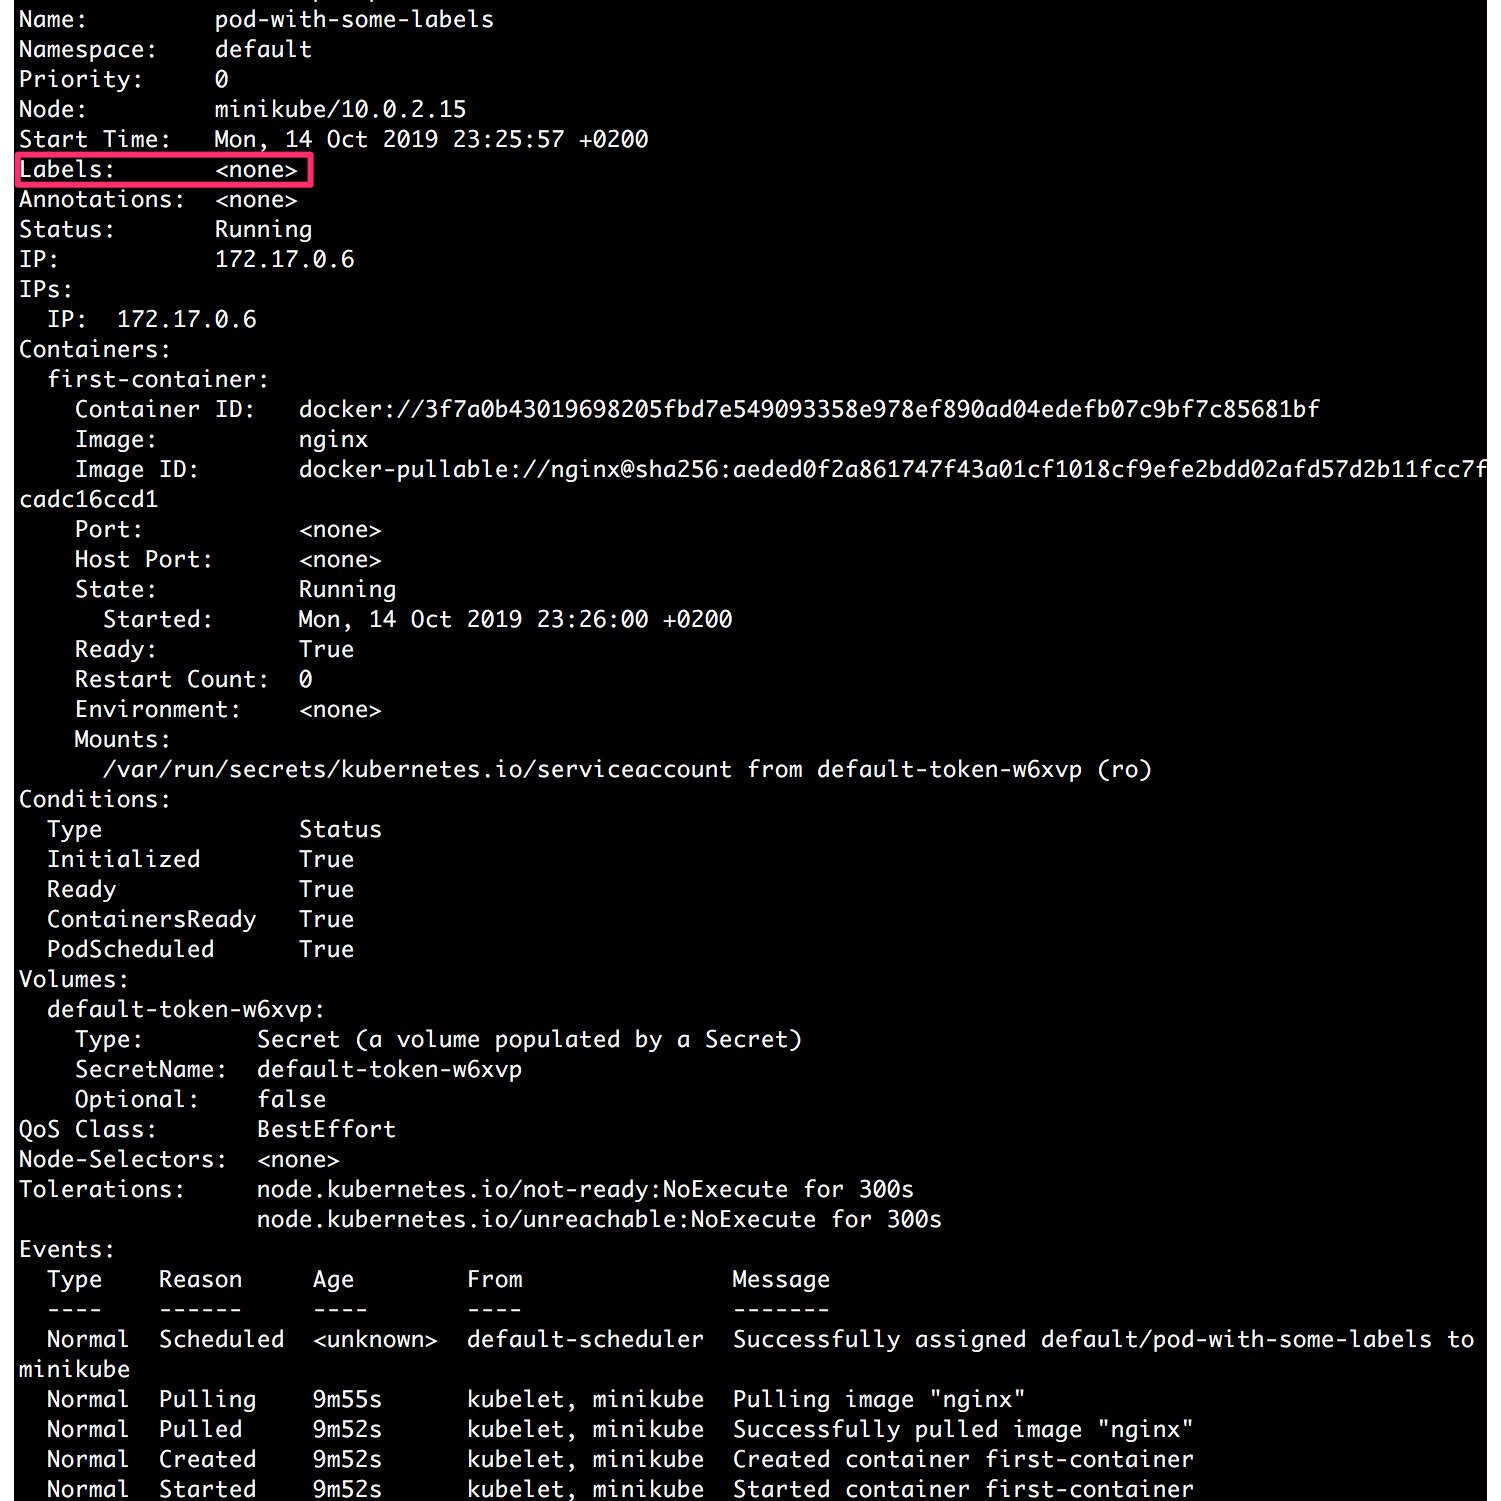 Name:         pod-with-some-labels
Namespace:    default
Priority:     0
Node:         minikube/10.0.2.15
Start Time:   Mon, 14 Oct 2019 23:25:57 +0200
Labels:       <none>
Annotations:  <none>
Status:       Running
IP:           172.17.0.6
IPs:
  IP:  172.17.0.6
Containers:
  first-container:
    Container ID:   docker://3f7a0b43019698205fbd7e549093358e978ef890ad04edefb07c9bf7c85681bf
    Image:          nginx
    Image ID:       docker-pullable://nginx@sha256:aeded0f2a861747f43a01cf1018cf9efe2bdd02afd57d2b11fcc7f
cadc16ccd1
    Port:           <none>
    Host Port:      <none>
    State:          Running
      Started:      Mon, 14 Oct 2019 23:26:00 +0200
    Ready:          True
    Restart Count:  0
    Environment:    <none>
    Mounts:
      /var/run/secrets/kubernetes.io/serviceaccount from default-token-w6xvp (ro)
Conditions:
  Type              Status
  Initialized       True
  Ready             True
  ContainersReady   True
  PodScheduled      True
Volumes:
  default-token-w6xvp:
    Type:        Secret (a volume populated by a Secret)
    SecretName:  default-token-w6xvp
    Optional:    false
QoS Class:       BestEffort
Node-Selectors:  <none>
Tolerations:     node.kubernetes.io/not-ready:NoExecute for 300s
                 node.kubernetes.io/unreachable:NoExecute for 300s
Events:
  Type    Reason     Age        From               Message
  ----    ------     ----       ----               -------
  Normal  Scheduled  <unknown>  default-scheduler  Successfully assigned default/pod-with-some-labels to
minikube
  Normal  Pulling    9m55s      kubelet, minikube  Pulling image "nginx"
  Normal  Pulled     9m52s      kubelet, minikube  Successfully pulled image "nginx"
  Normal  Created    9m52s      kubelet, minikube  Created container first-container
  Normal  Started    9m52s      kubelet, minikube  Started container first-container